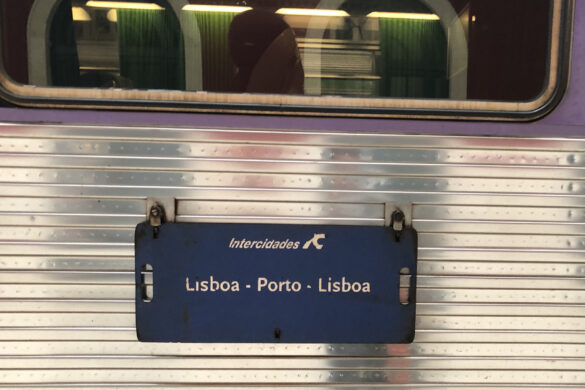 Intercidades
Lisboa - Porto - Lisboa